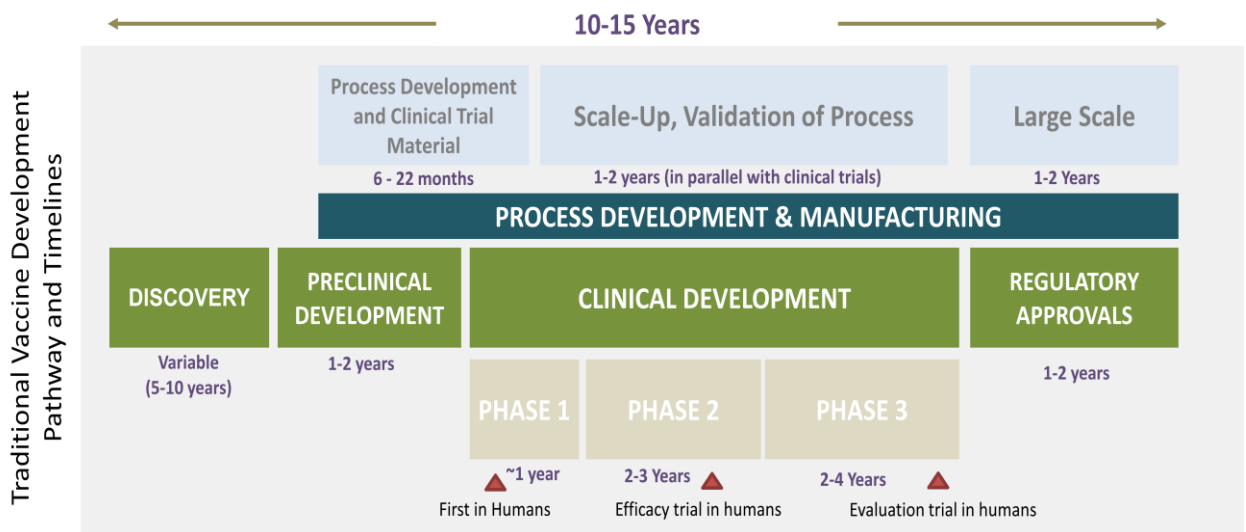 10-15 Years
Traditional Vaccine Development
Pathway and Timelines
Process Development
and Clinical Trial
Material
6 - 22 months
Scale-Up, Validation of Process
1-2 years (in parallel with clinical trials)
Large Scale
1-2 Years
PROCESS DEVELOPMENT & MANUFACTURING
DISCOVERY
Variable
(5-10 years)
PRECLINICAL
DEVELOPMENT
1-2 years
CLINICAL DEVELOPMENT
REGULATORY
APPROVALS
1-2 years
PHASE 1
~1 year
First in Humans
PHASE 2
2-3 Years
Efficacy trial in humans
PHASE 3
2-4 Years
Evaluation trial in humans